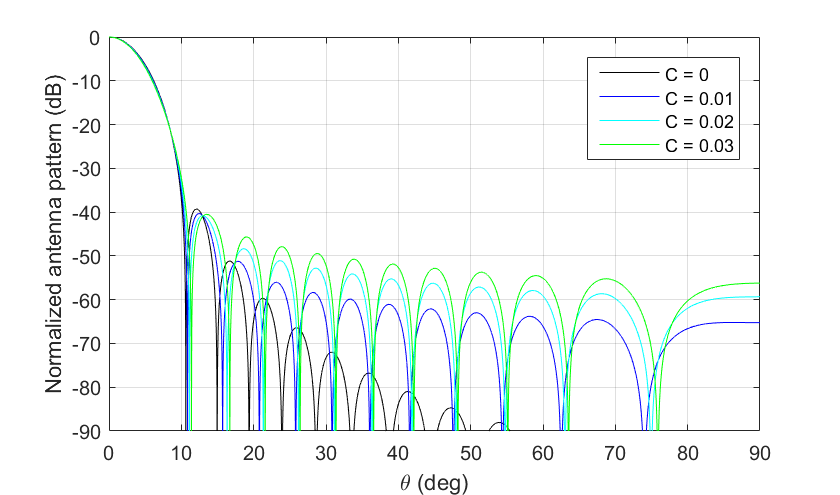 Normalized antenna pattern (dB)
0
-10
-20
-30
-40
-50
-60
-70
-80
-90
C = 0
C = 0.01
C = 0.02
C = 0.03
0 10 20 30 40 50 60 70 80 90
θ (deg)